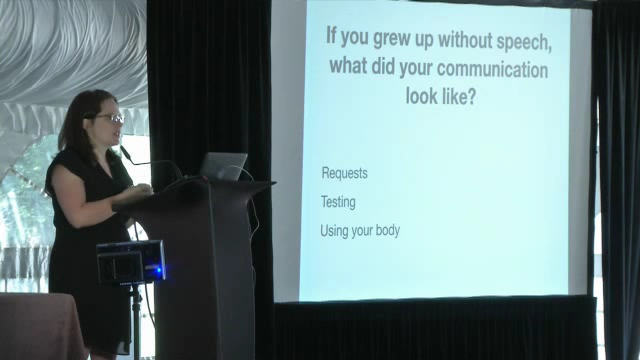 If you grew up without speech,
what did your communication
look like?
Requests
Testing
Using your body